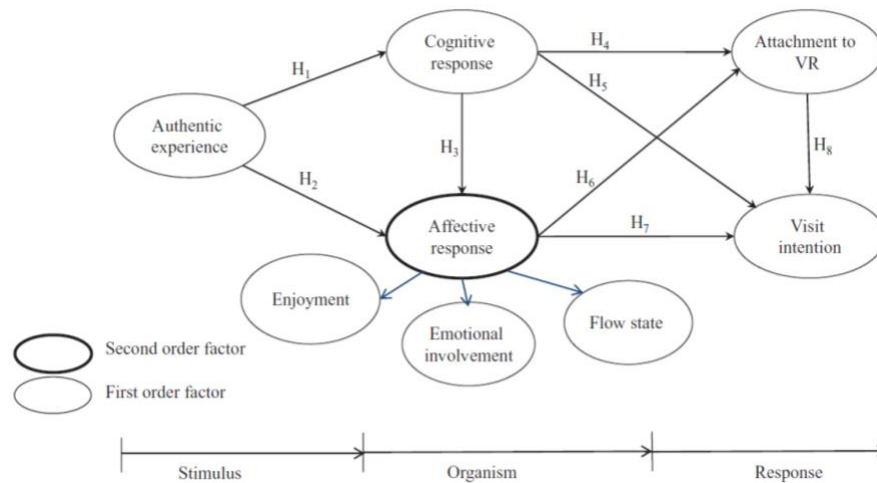 Cognitive
response
H₄
Attachment to
VR
H₁
H₅
Authentic
experience
H₃
H₈
H₂
H₆
Affective
response
H₇
Visit
intention
Enjoyment
Emotional
involvement
Flow state
Second order factor
First order factor
Stimulus
Organism
Response